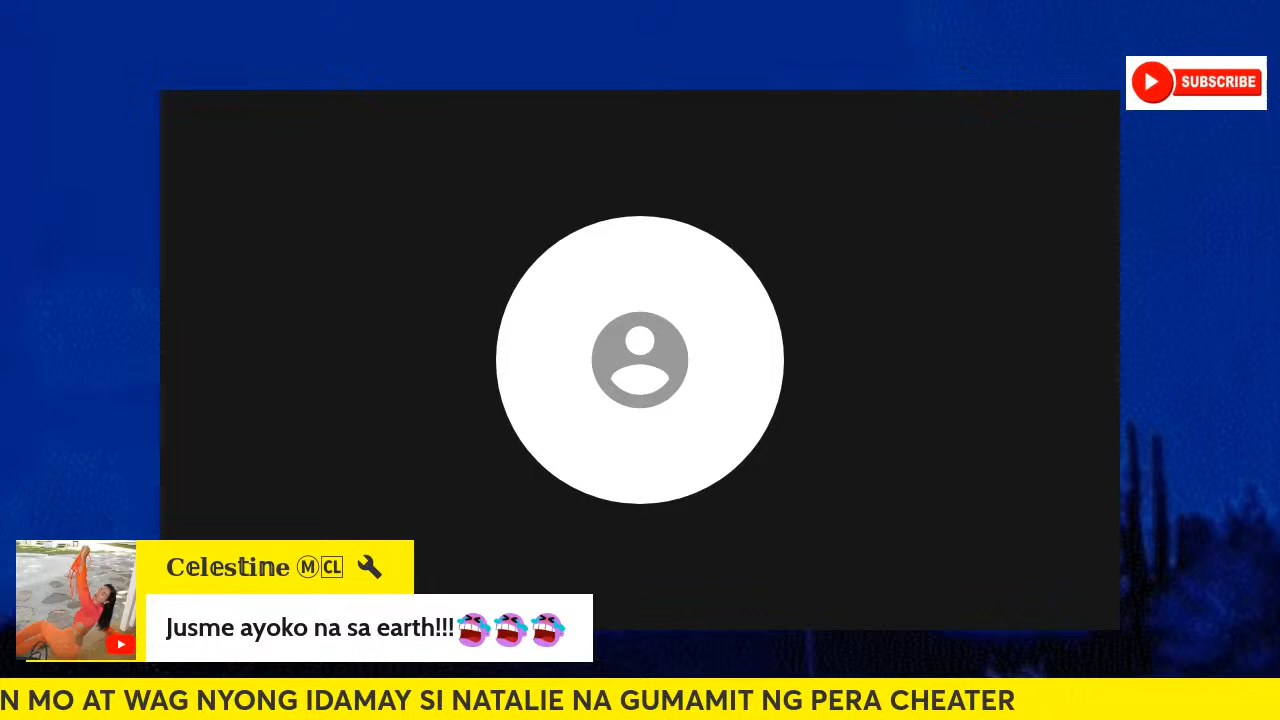 SUBSCRIBE
Celestine Ⓜ🄲🄻
Jusme ayoko na sa earth!!!
N MO AT WAG NYONG IDAMAY SI NATALIE NA GUMAMIT NG PERA CHEATER